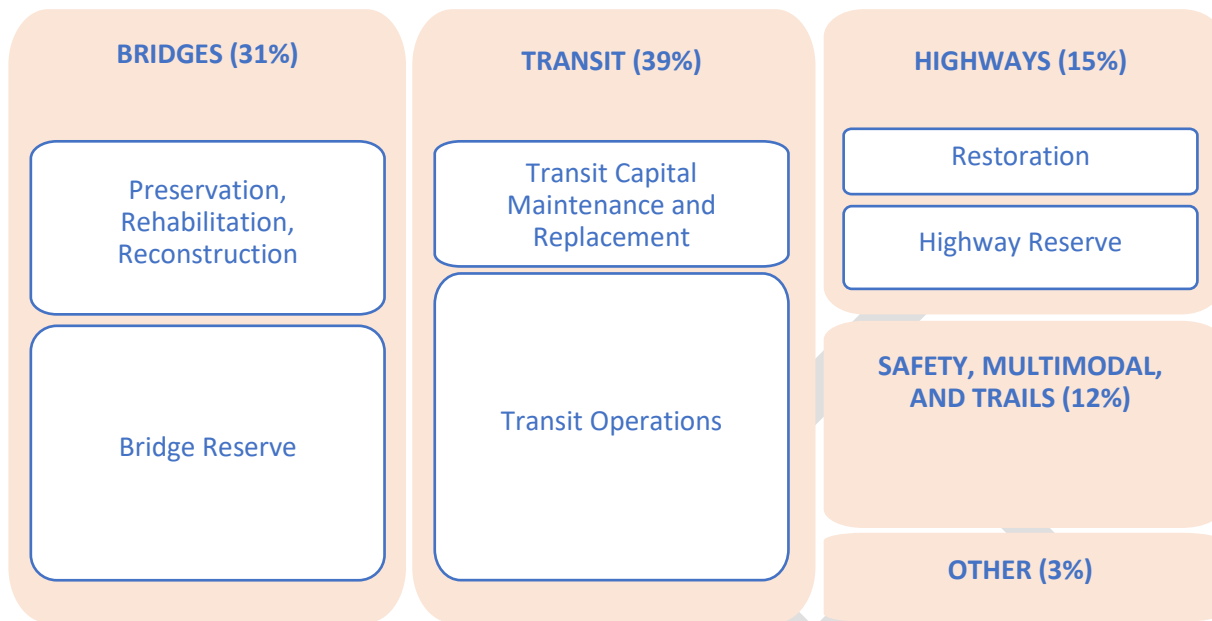 BRIDGES (31%)
Preservation,
Rehabilitation,
Reconstruction
Bridge Reserve
TRANSIT (39%)
Transit Capital
Maintenance and
Replacement
Transit Operations
HIGHWAYS (15%)
Restoration
Highway Reserve
SAFETY, MULTIMODAL,
AND TRAILS (12%)
OTHER (3%)